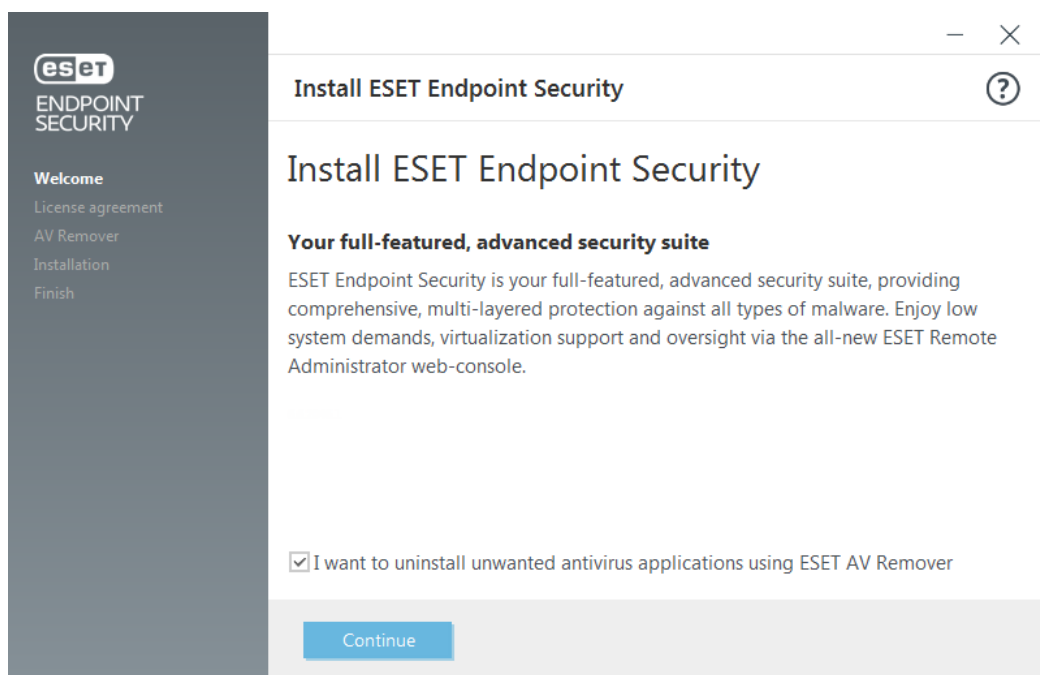 eset
ENDPOINT
SECURITY
Welcome
License agreement
AV Remover
Installation
Finish
Install ESET Endpoint Security
?
Install ESET Endpoint Security
Your full-featured, advanced security suite
ESET Endpoint Security is your full-featured, advanced security suite, providing
comprehensive, multi-layered protection against all types of malware. Enjoy low
system demands, virtualization support and oversight via the all-new ESET Remote
Administrator web-console.
I want to uninstall unwanted antivirus applications using ESET AV Remover
Continue